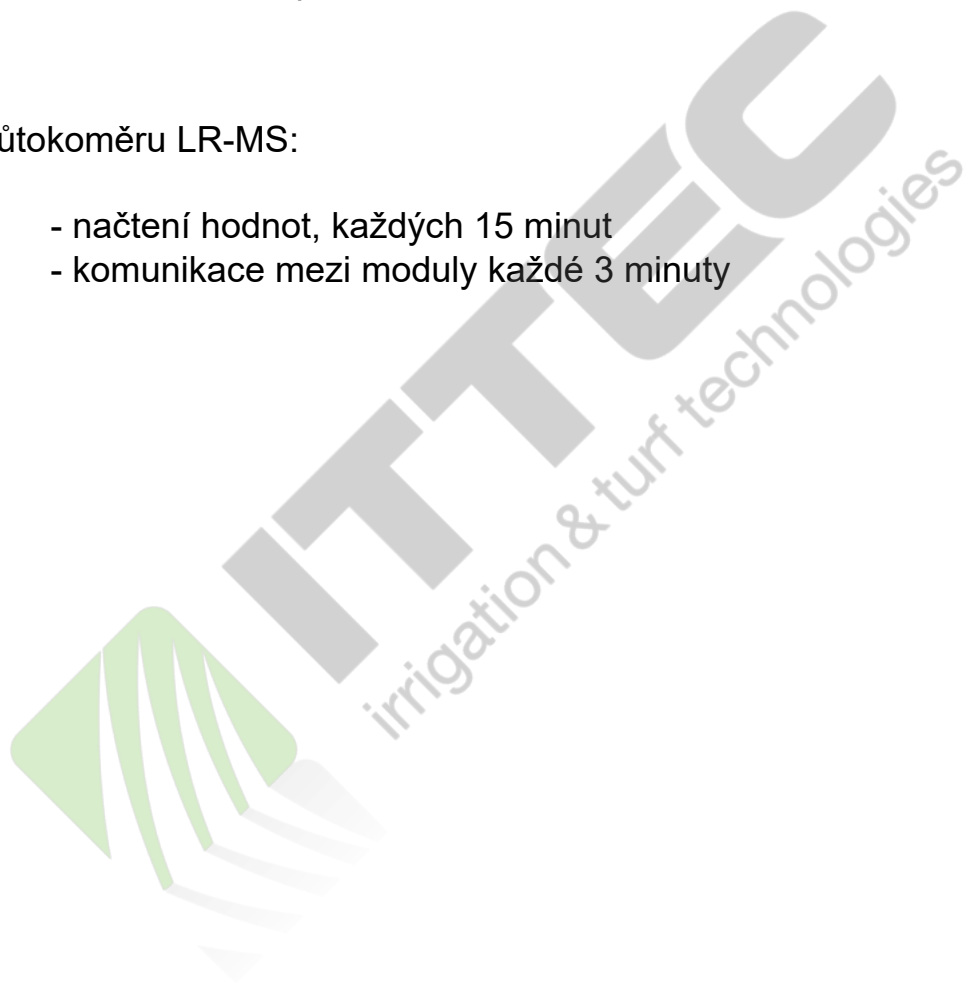 ůtokoměru LR-MS:
- načtení hodnot, každých 15 minut
- komunikace mezi moduly každé 3 minuty
ITTEC
irrigation & turf technologies